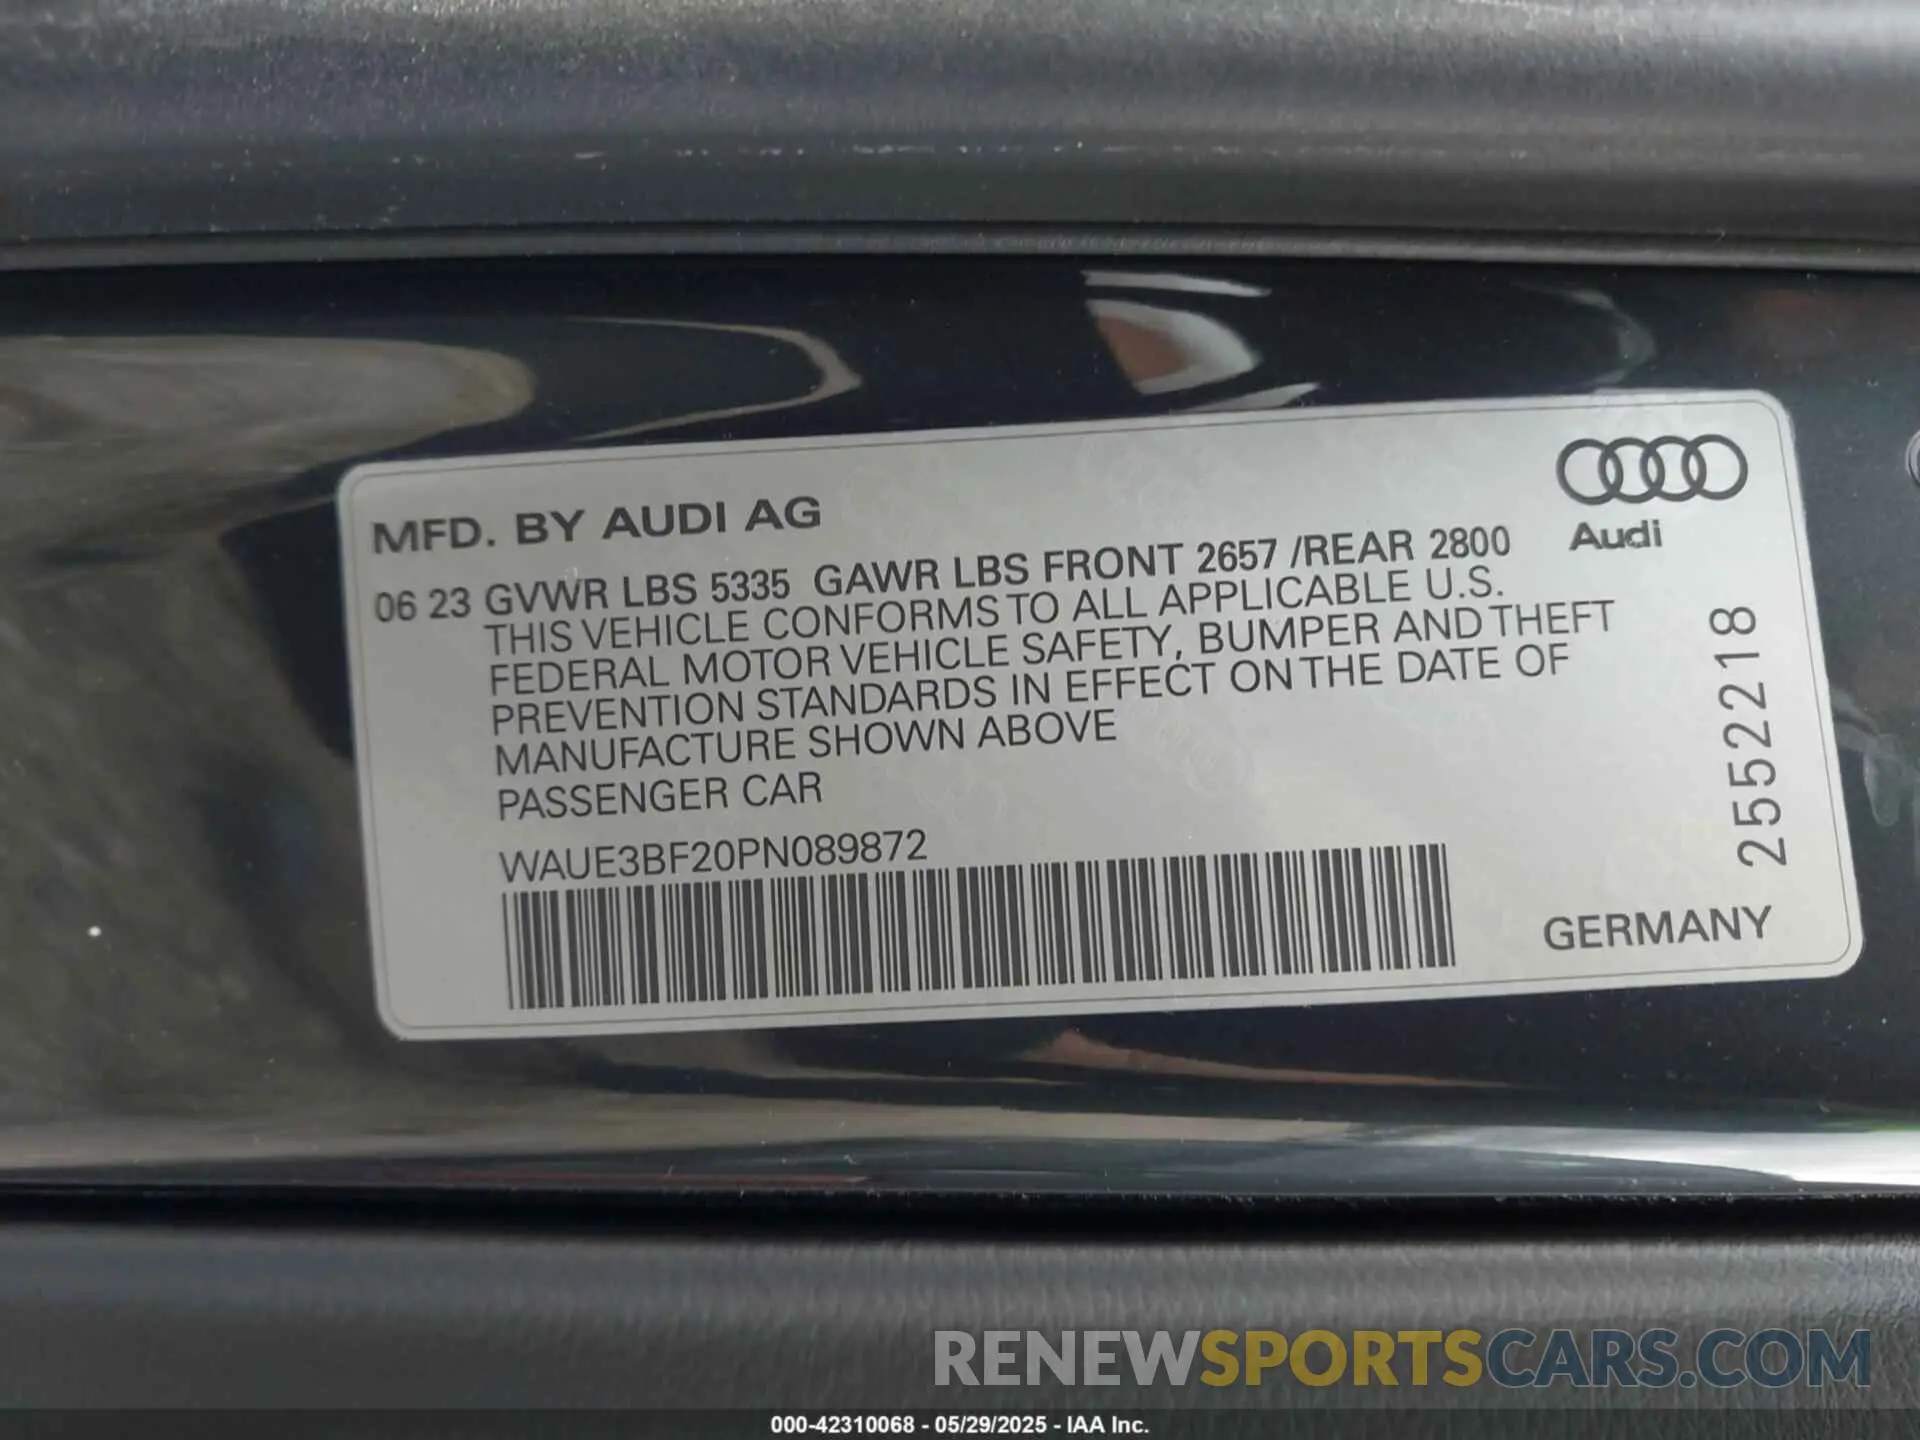 MFD. BY AUDI AG
Audi
06 23 GVWR LBS 5335 GAWR LBS FRONT 2657 /REAR 2800
THIS VEHICLE CONFORMS TO ALL APPLICABLE U.S.
FEDERAL MOTOR VEHICLE SAFETY, BUMPER AND THEFT
PREVENTION STANDARDS IN EFFECT ON THE DATE OF
MANUFACTURE SHOWN ABOVE
PASSENGER CAR
WAUE3BF20PN089872
2552218
GERMANY
RENEWSPORTSCARS.COM
000-42310068 - 05/29/2025 - IAA Inc.